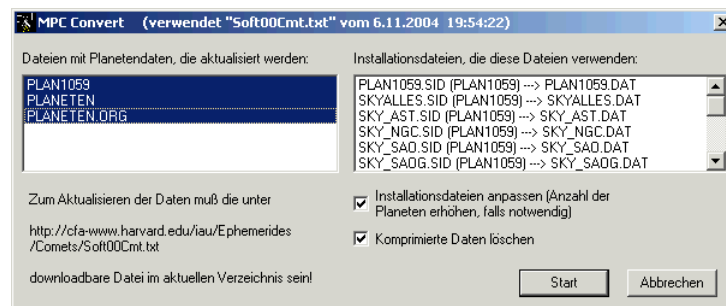 MPC Convert (verwendet "Soft00Cmt.txt" vom 6.11.2004 19:54:22)
Dateien mit Planetendaten, die aktualisiert werden:
PLAN1059
PLANETEN
PLANETEN.ORG
Installationsdateien, die diese Dateien verwenden:
PLAN1059.SID (PLAN1059) ---> PLAN1059.DAT
SKYALLES.SID (PLAN1059) ---> SKYALLES.DAT
SKY_AST.SID (PLAN1059) ---> SKY_AST.DAT
SKY_NGC.SID (PLAN1059) ---> SKY_NGC.DAT
SKY_SAO.SID (PLAN1059) ---> SKY_SAO.DAT
SKY_SAOG.SID (PLAN1059) ---> SKY_SAOG.DAT
Zum Aktualisieren der Daten muß die unter
http://cfa-www.harvard.edu/iau/Ephemerides
/Comets/Soft00Cmt.txt
downloadbare Datei im aktuellen Verzeichnis sein!
Installationsdateien anpassen (Anzahl der
Planeten erhöhen, falls notwendig)
Komprimierte Daten löschen
Start
Abbrechen